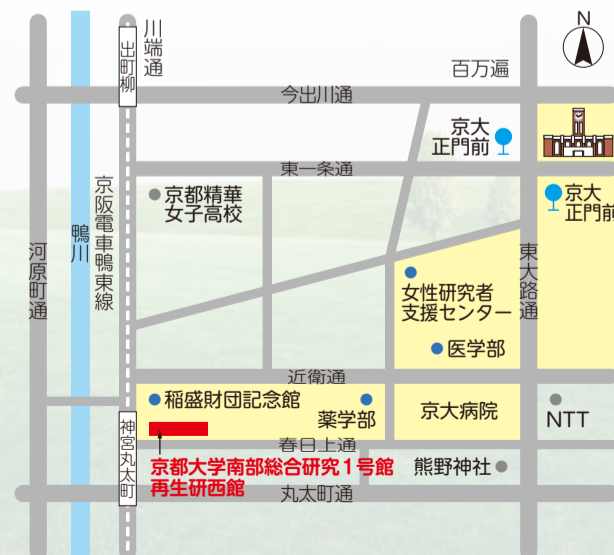 N
川端通
出町柳
百万遍
今出川通
京大
正門前
東一条通
京都精華
女子高校
京大
正門前
京阪電車鴨東線
鴨川
河原町通
東大路通
女性研究者
支援センター
医学部
近衛通
稲盛財団記念館
薬学部
京大病院
NTT
神宮丸太町
春日上通
京都大学南部総合研究1号館
再生研西館
熊野神社
丸太町通